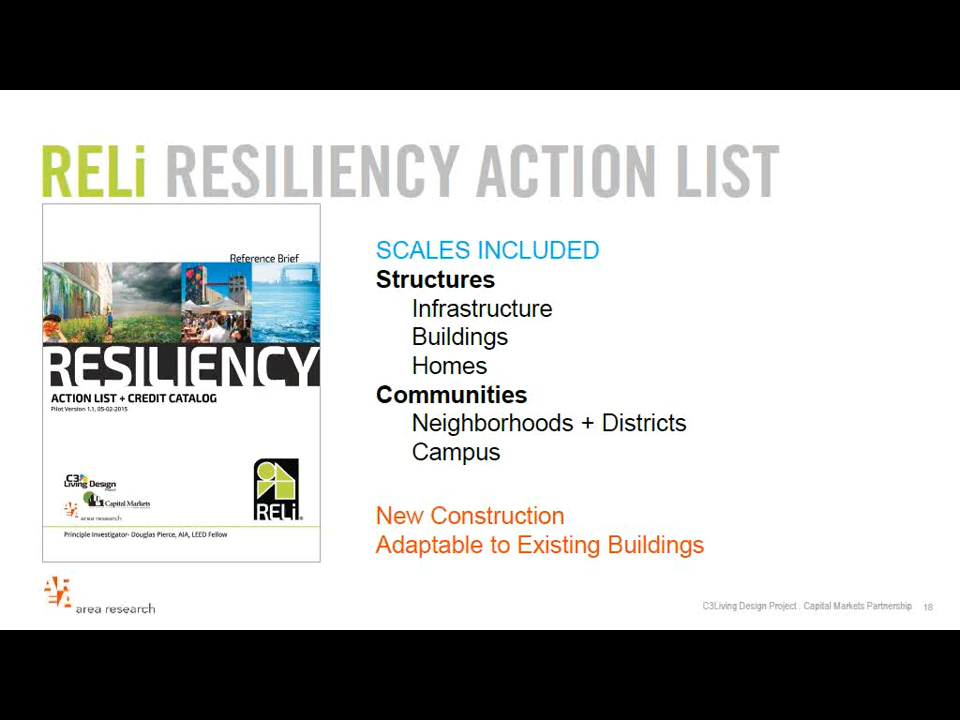 RELi RESILIENCY ACTION LIST
Reference Brief
RESILIENCY
ACTION LIST + CREDIT CATALOG
Pilot Version 1.1, 05-02-2015
C3
Living Design
Project
Capital Markets
Partnership
area research
RELi®
Principle Investigator- Douglas Pierce, AIA, LEED Fellow
SCALES INCLUDED
Structures
Infrastructure
Buildings
Homes
Communities
Neighborhoods + Districts
Campus
New Construction
Adaptable to Existing Buildings
AREA area research
C3Living Design Project . Capital Markets Partnership 18